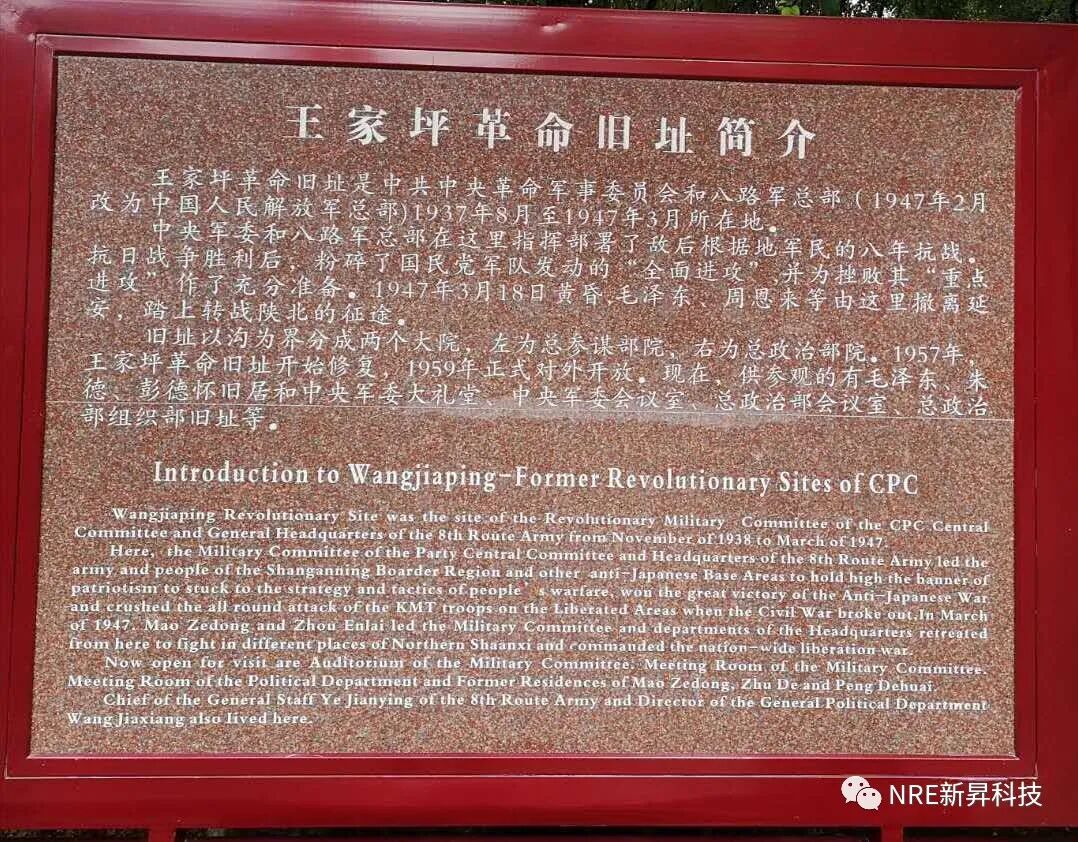 王家坪革命旧址简介
王家坪革命旧址是中共中央革命军事委员会和八路军总部（1947年2月
改为中国人民解放军总部)1937年8月至1947年3月所在地。
中央军委和八路军总部在这里指挥部署了敌后根据地军民的八年抗战。
抗日战争胜利后，粉碎了国民党军队发动的“全面进攻”,并为挫败其“重点
进攻”作了充分准备。1947年3月18日黄昏、毛泽东、周恩来等由这里撤离延
安，踏上转战陕北的征途。
旧址以沟为界分成两个大院，左为总参谋部院、右为总政治部院。1957年，
王家坪革命旧址开始修复，1959年正式对外开放。现在，供参观的有毛泽东、朱
德、彭德怀旧居和中央军委大礼堂、中央军委会议室、总政治部会议室、总政治
部组织部旧址等。
Introduction to Wangjiaping-Former Revolutionary Sites of CPC
Wangjiaping Revolutionary Site was the site of the Revolutionary Military Committee of the CPC Central
Committee and General Headquarters of the 8th Route Army from November of 1938 to March of 1947.
Here, the Military Committee of the Party Central Committee and Headquarters of the 8th Route Army led the
army and people of the Shanganning Boarder Region and other anti-Japanese Base Areas to hold high the banner of
patriotism to stuck to the strategy and tactics of people's warfare, won the great victory of the Anti-Japanese War
and crushed the all round attack of the KMT troops on the Liberated Areas when the Civil War broke out.In March
of 1947. Mao Zedong and Zhou Enlai led the Military Committee and departments of the Headquarters retreated
from here to fight in different places of Northern Shaanxi and commanded the nation-wide liberation war.
Now open for visit are Auditorium of the Military Committee. Meeting Room of the Military Committee.
Meeting Room of the Political Department and Former Residences of Mao Zedong, Zhu De and Peng Dehuai.
Chief of the General Staff Ye Jianying of the 8th Route Army and Director of the General Political Department
Wang Jiaxiang also lived here.
NRE新昇科技